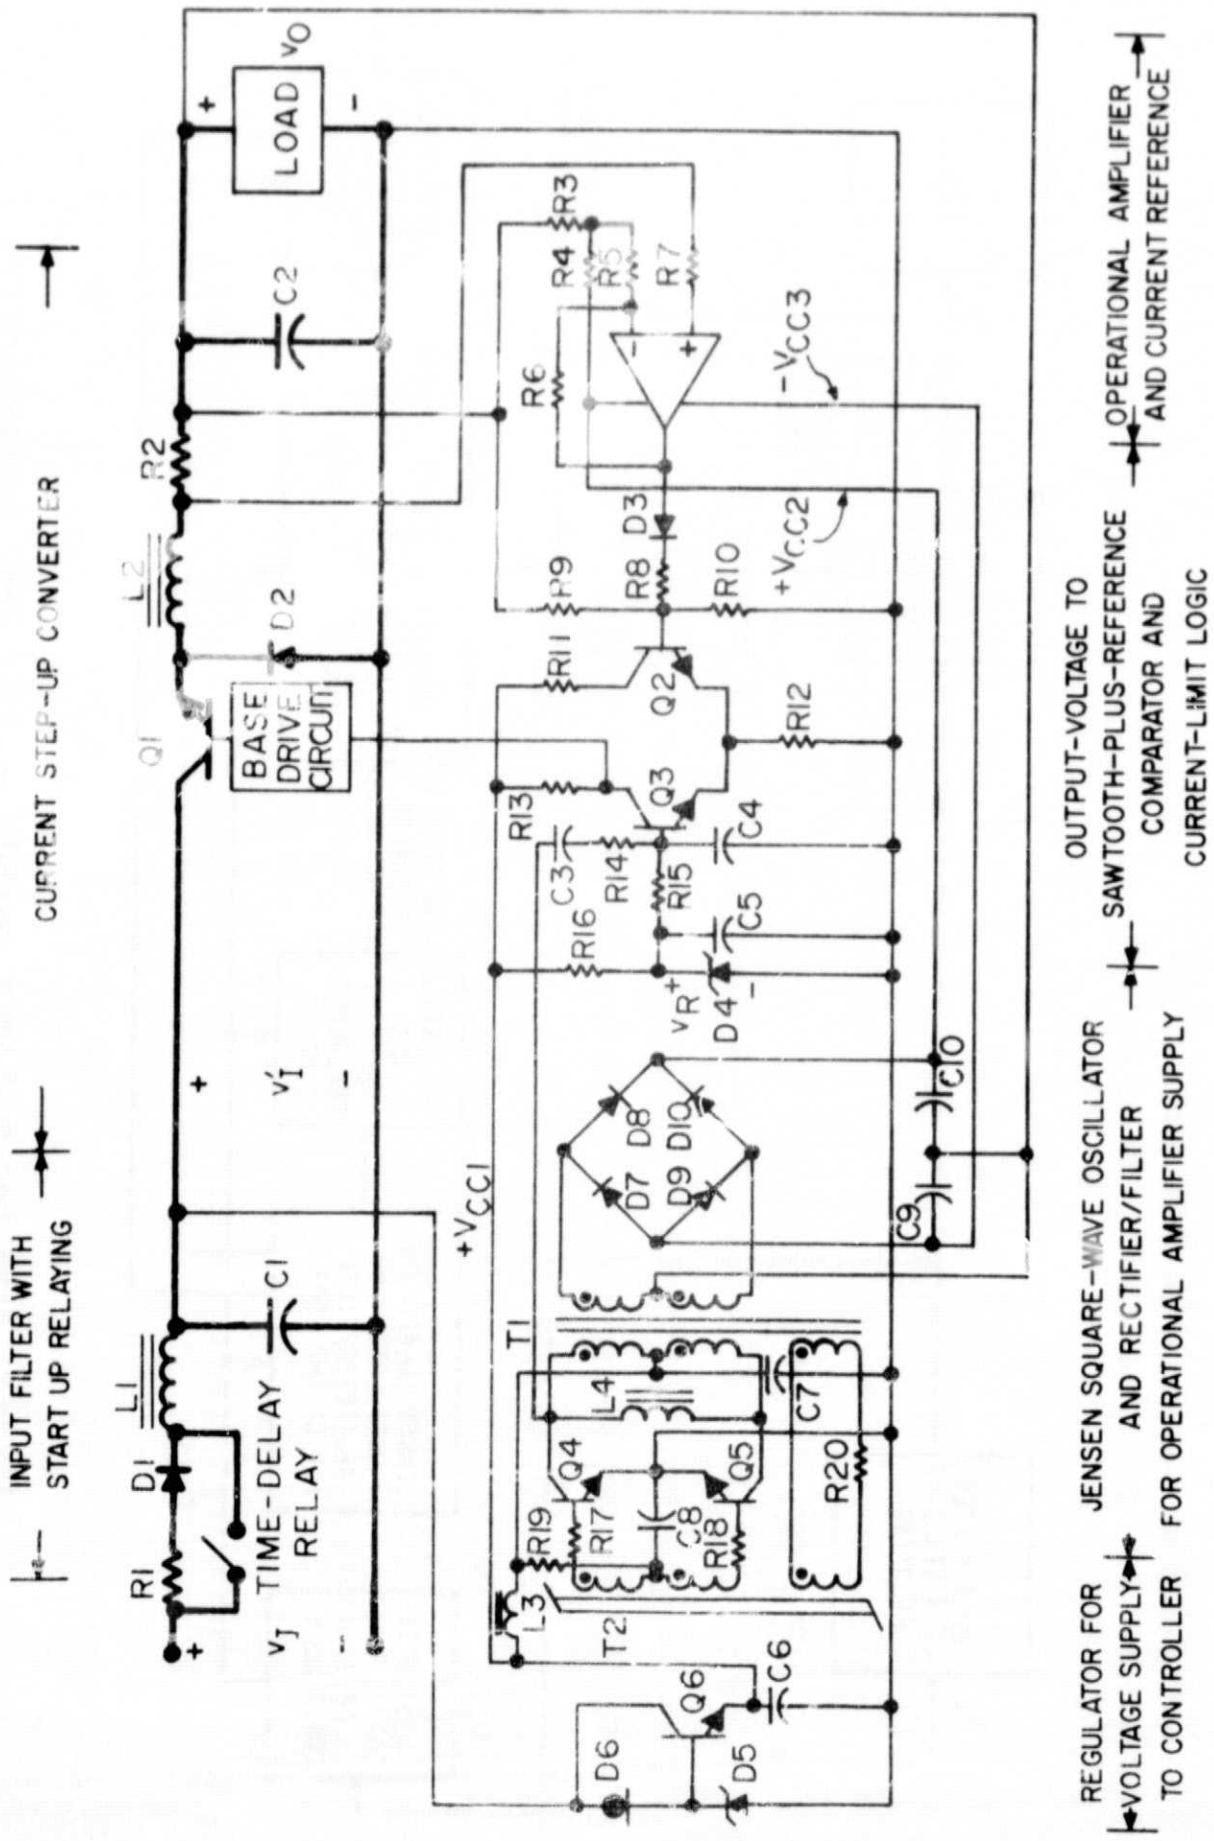 INPUT FILTER WITH
START UP RELAYING
CURRENT STEP-UP CONVERTER
R1
D1
L1
TIME-DELAY
RELAY
+
vI
-
C1
+
v'I
-
Q1
BASE
DRIVE
CIRCUIT
D2
L2
R2
C2
+
LOAD
-
vO
+VCC1
R16
C3
R14
R13
R11
R9
R6
R4
R3
R5
R7
R15
Q3
Q2
R8
D3
-
+
vR
+
-
D4
C5
C4
R12
R10
+VCC2
-VCC3
D6
Q6
D5
C6
L3
T2
R19
R17
C8
R18
Q4
Q5
L4
T1
C7
R20
D7
D8
D9
D10
C9
C10
REGULATOR FOR
VOLTAGE SUPPLY
TO CONTROLLER
JENSEN SQUARE-WAVE OSCILLATOR
AND RECTIFIER/FILTER
FOR OPERATIONAL AMPLIFIER SUPPLY
OUTPUT-VOLTAGE TO
SAWTOOTH-PLUS-REFERENCE
COMPARATOR AND
CURRENT-LIMIT LOGIC
OPERATIONAL AMPLIFIER
AND CURRENT REFERENCE